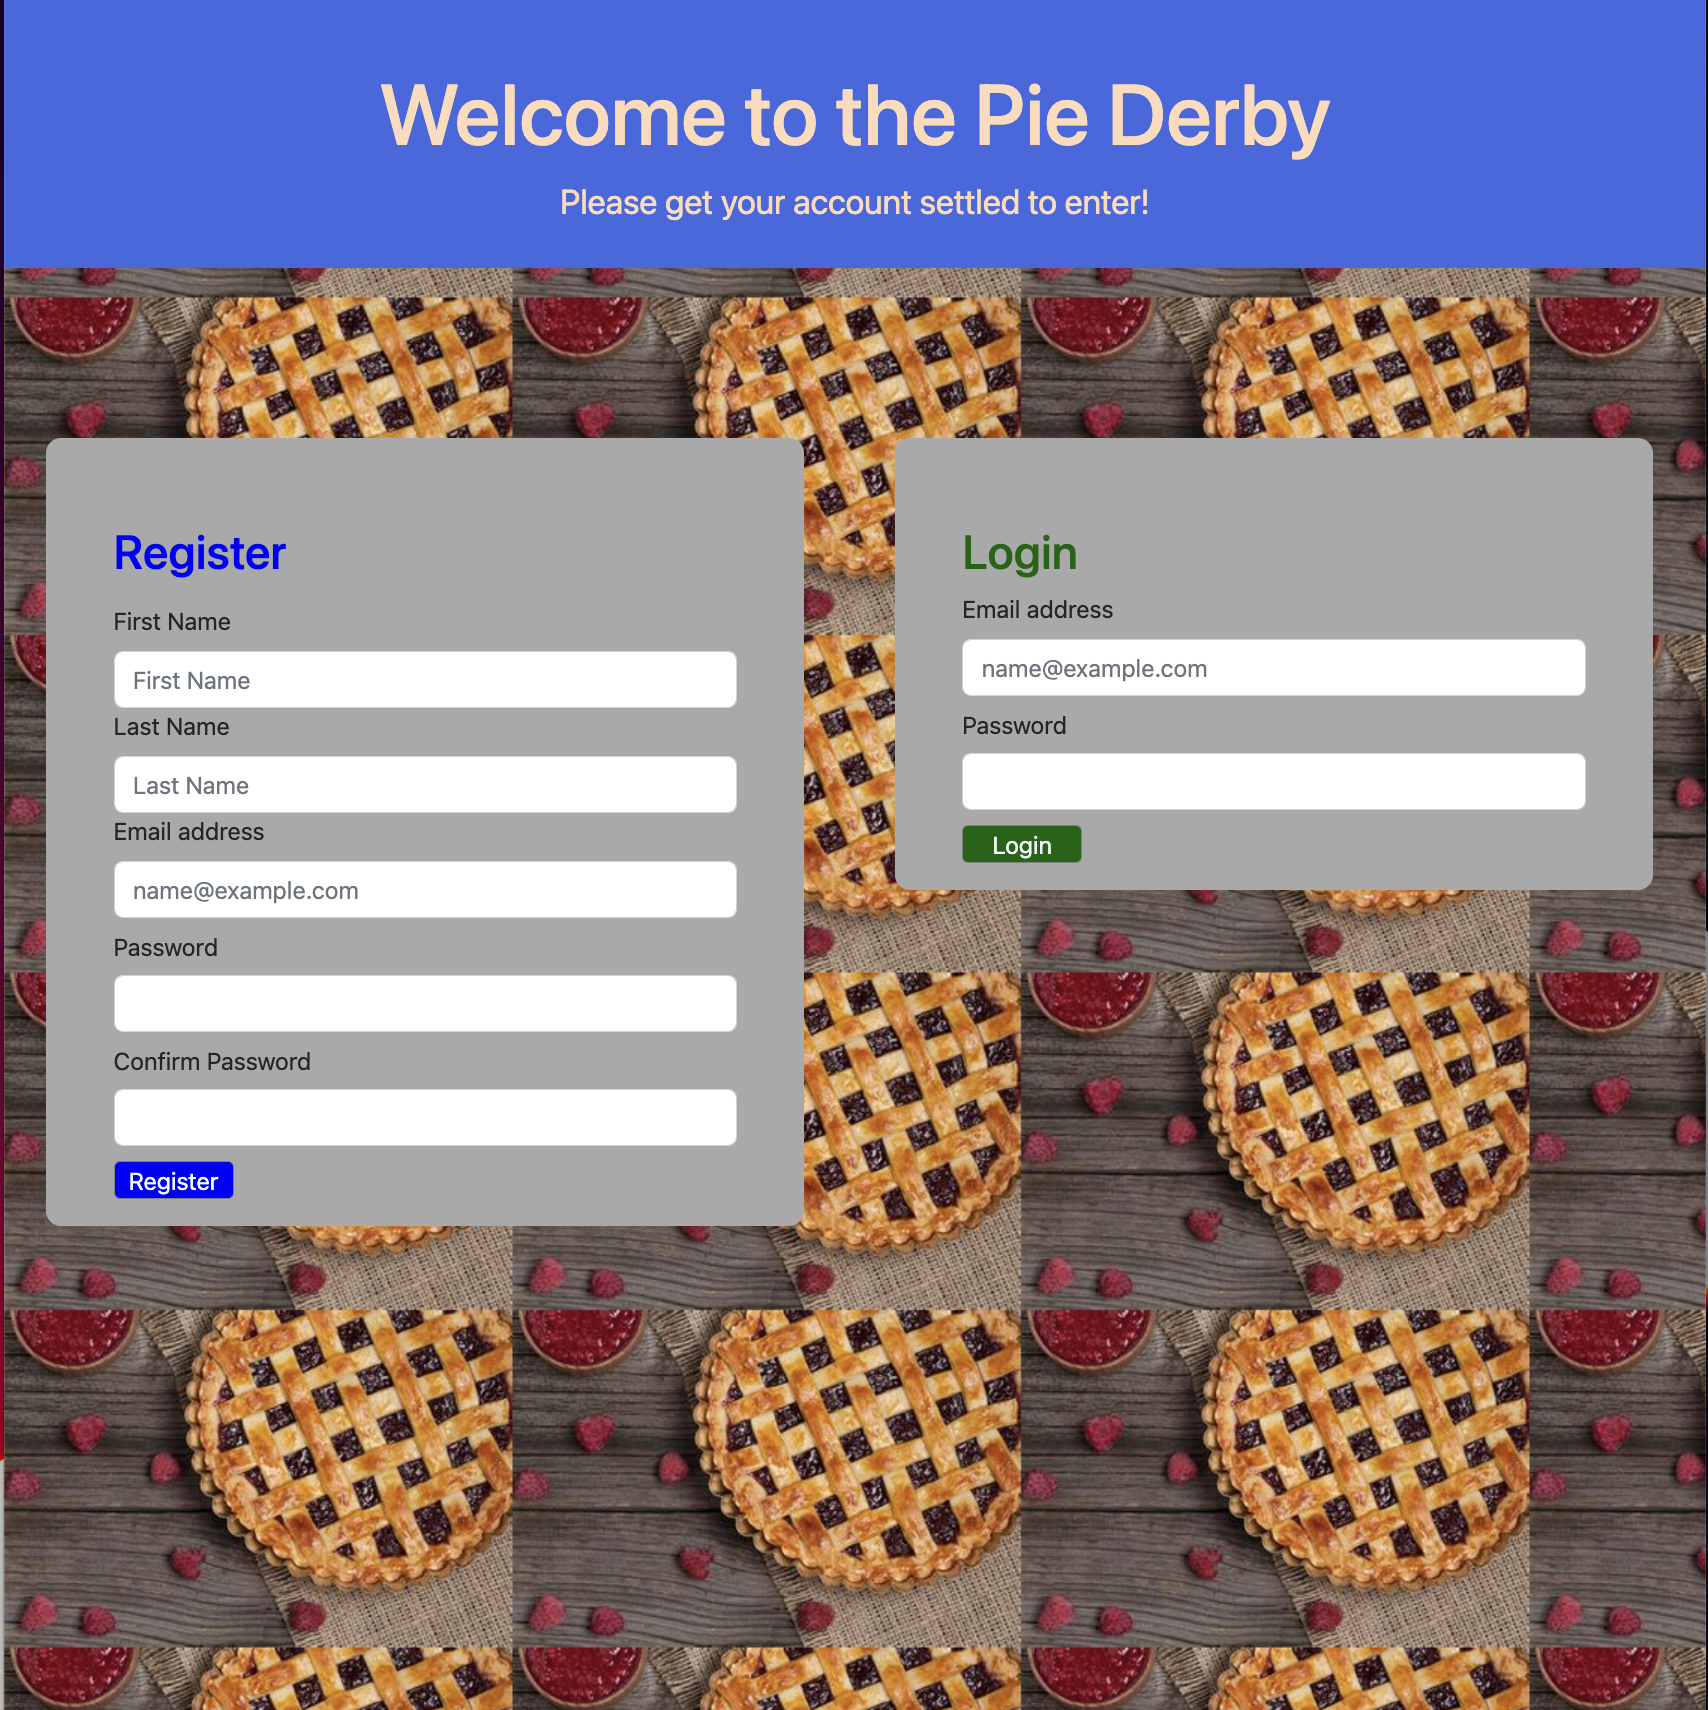 Welcome to the Pie Derby
Please get your account settled to enter!
Register
First Name
First Name
Last Name
Last Name
Email address
name@example.com
Password
Confirm Password
Register
Login
Email address
name@example.com
Password
Login